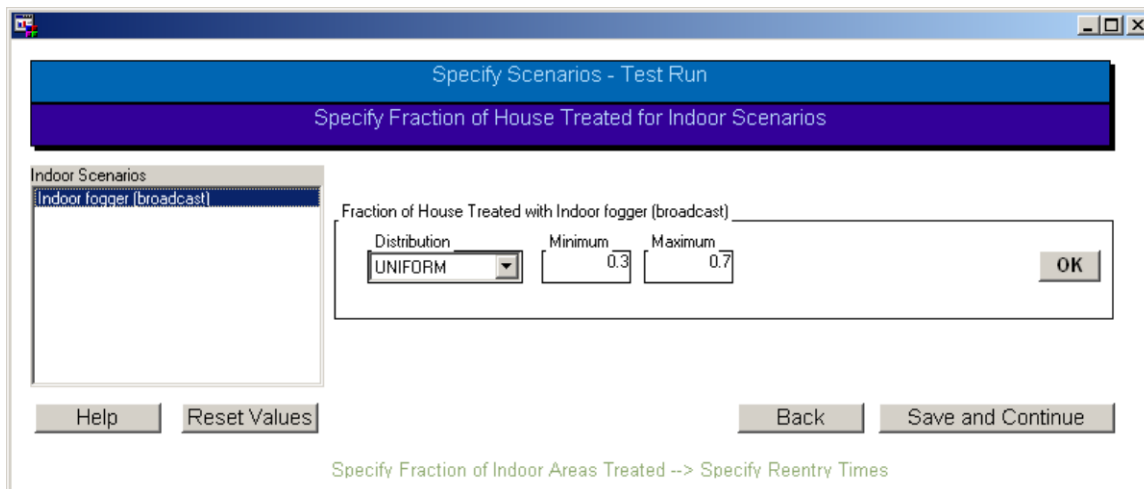 Specify Scenarios - Test Run
Specify Fraction of House Treated for Indoor Scenarios
Indoor Scenarios
Indoor fogger (broadcast)
Fraction of House Treated with Indoor fogger (broadcast)
Distribution Minimum Maximum
UNIFORM 0.3 0.7 OK
Help Reset Values Back Save and Continue
Specify Fraction of Indoor Areas Treated --> Specify Reentry Times